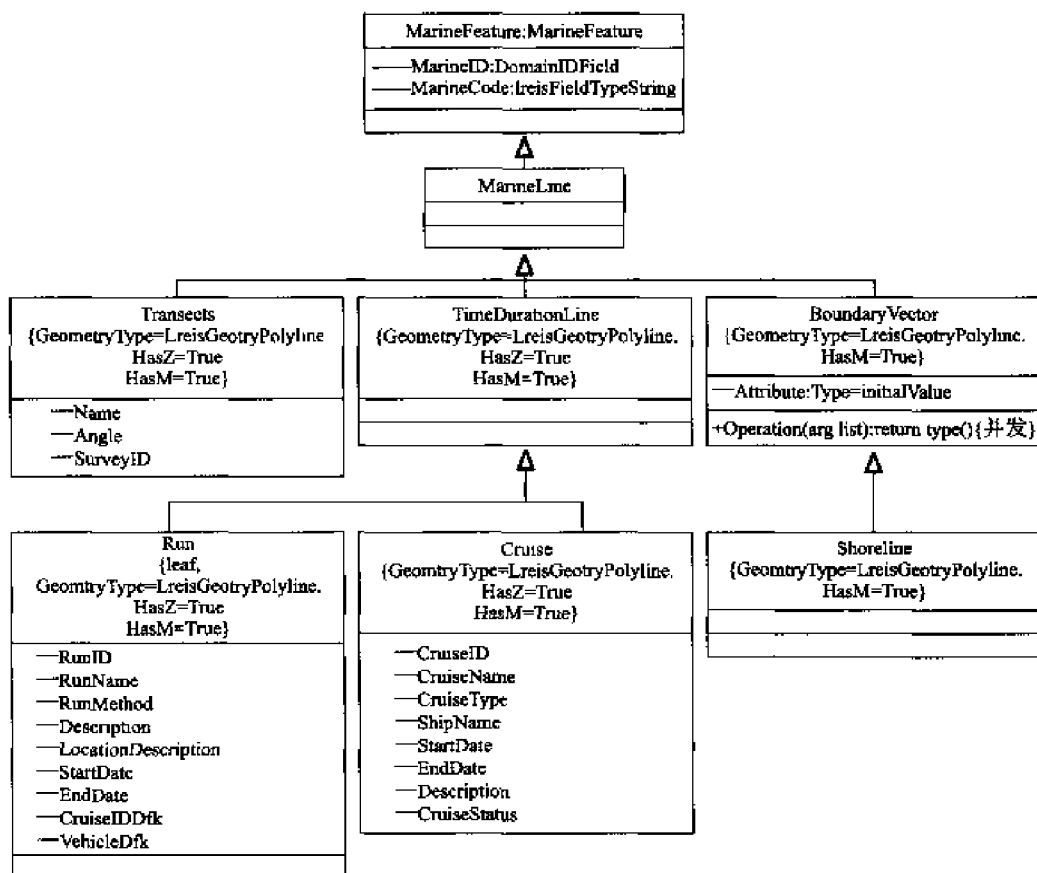 MarineFeature:MarineFeature
—MarineID:DomainIDField
—MarineCode:lreisFieldTypeString
MarineLine
Transects
{GeometryType=LreisGeotryPolyline
HasZ=True
HasM=True}
—Name
—Angle
—SurveyID
TimeDurationLine
{GeometryType=LreisGeotryPolyline.
HasZ=True
HasM=True}
BoundaryVector
{GeometryType=LreisGeotryPolyline.
HasM=True}
—Attribute:Type=initialValue
+Operation(arg list):return type(){并发}
Run
{leaf,
GeomtryType=LreisGeotryPolyline.
HasZ=True
HasM=True}
—RunID
—RunName
—RunMethod
—Description
—LocationDescription
—StartDate
—EndDate
—CruiseIDDfk
—VehicleDfk
Cruise
{GeomtryType=LreisGeotryPolyline.
HasZ=True
HasM=True}
—CruiseID
—CruiseName
—CruiseType
—ShipName
—StartDate
—EndDate
—Description
—CruiseStatus
Shoreline
{GeomtryType=LreisGeotryPolyline.
HasM=True}